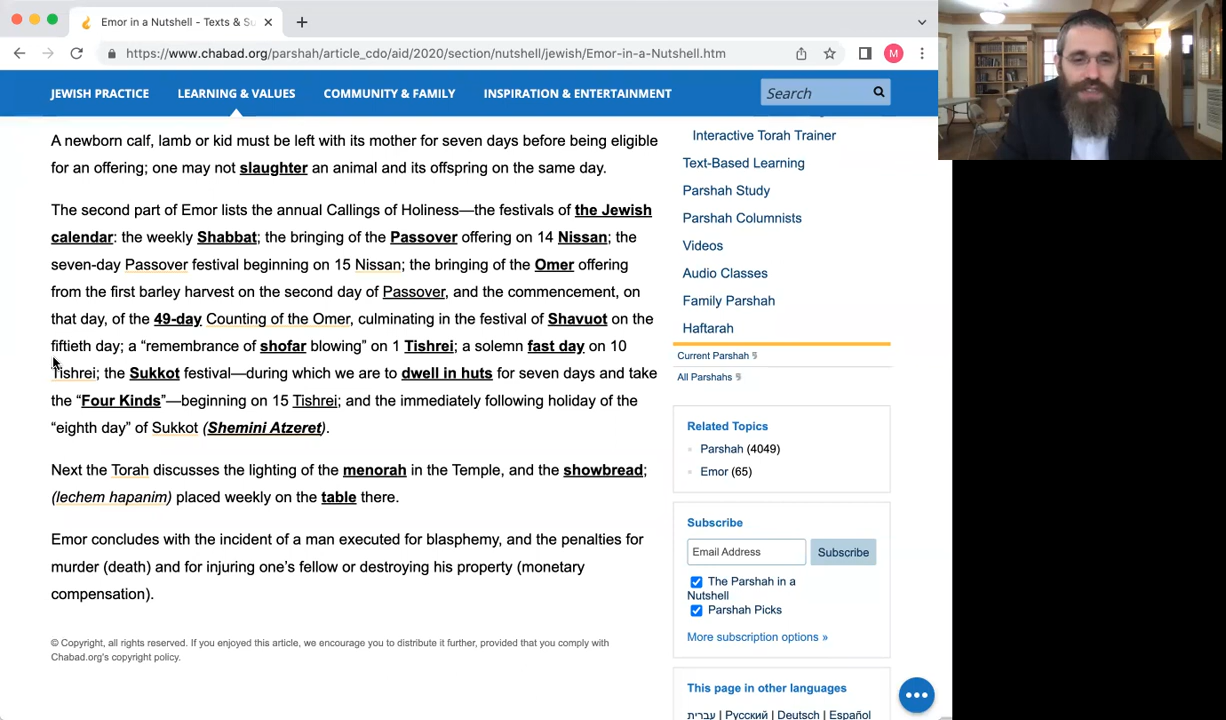 Emor in a Nutshell - Texts & Su
https://www.chabad.org/parshah/article_cdo/aid/2020/section/nutshell/jewish/Emor-in-a-Nutshell.htm
M
JEWISH PRACTICE LEARNING & VALUES COMMUNITY & FAMILY INSPIRATION & ENTERTAINMENT Search
A newborn calf, lamb or kid must be left with its mother for seven days before being eligible
for an offering; one may not slaughter an animal and its offspring on the same day.
The second part of Emor lists the annual Callings of Holiness—the festivals of the Jewish
calendar: the weekly Shabbat; the bringing of the Passover offering on 14 Nissan; the
seven-day Passover festival beginning on 15 Nissan; the bringing of the Omer offering
from the first barley harvest on the second day of Passover, and the commencement, on
that day, of the 49-day Counting of the Omer, culminating in the festival of Shavuot on the
fiftieth day; a “remembrance of shofar blowing” on 1 Tishrei; a solemn fast day on 10
Tishrei; the Sukkot festival—during which we are to dwell in huts for seven days and take
the “Four Kinds”—beginning on 15 Tishrei; and the immediately following holiday of the
“eighth day” of Sukkot (Shemini Atzeret).
Next the Torah discusses the lighting of the menorah in the Temple, and the showbread;
(lechem hapanim) placed weekly on the table there.
Emor concludes with the incident of a man executed for blasphemy, and the penalties for
murder (death) and for injuring one’s fellow or destroying his property (monetary
compensation).
© Copyright, all rights reserved. If you enjoyed this article, we encourage you to distribute it further, provided that you comply with
Chabad.org's copyright policy.
Interactive Torah Trainer
Text-Based Learning
Parshah Study
Parshah Columnists
Videos
Audio Classes
Family Parshah
Haftarah
Current Parshah
All Parshahs
Related Topics
Parshah (4049)
Emor (65)
Subscribe
Email Address Subscribe
The Parshah in a
Nutshell
Parshah Picks
More subscription options »
This page in other languages
עברית | Русский | Deutsch | Español